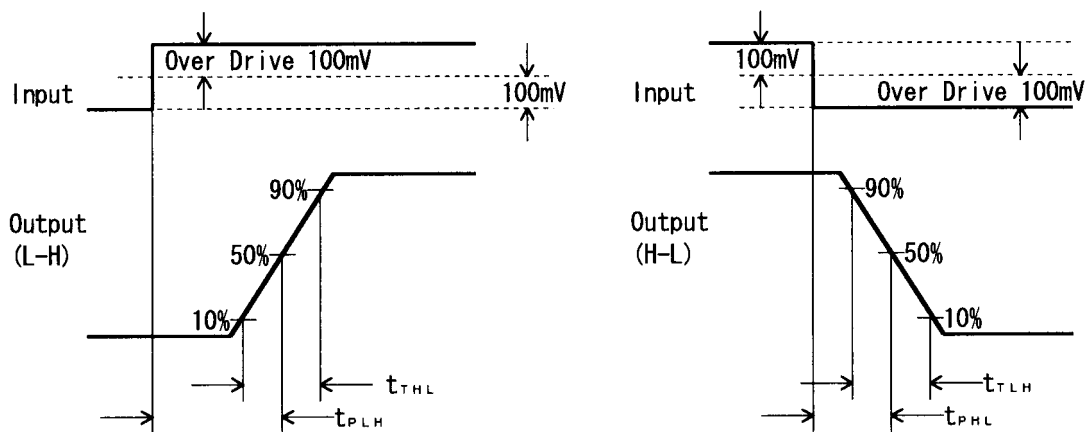 Over Drive 100mV
Input
100mV
90%
Output
(L-H)
50%
10%
tTHL
tPLH
100mV
Input
Over Drive 100mV
90%
Output
(H-L)
50%
10%
tTLH
tPHL